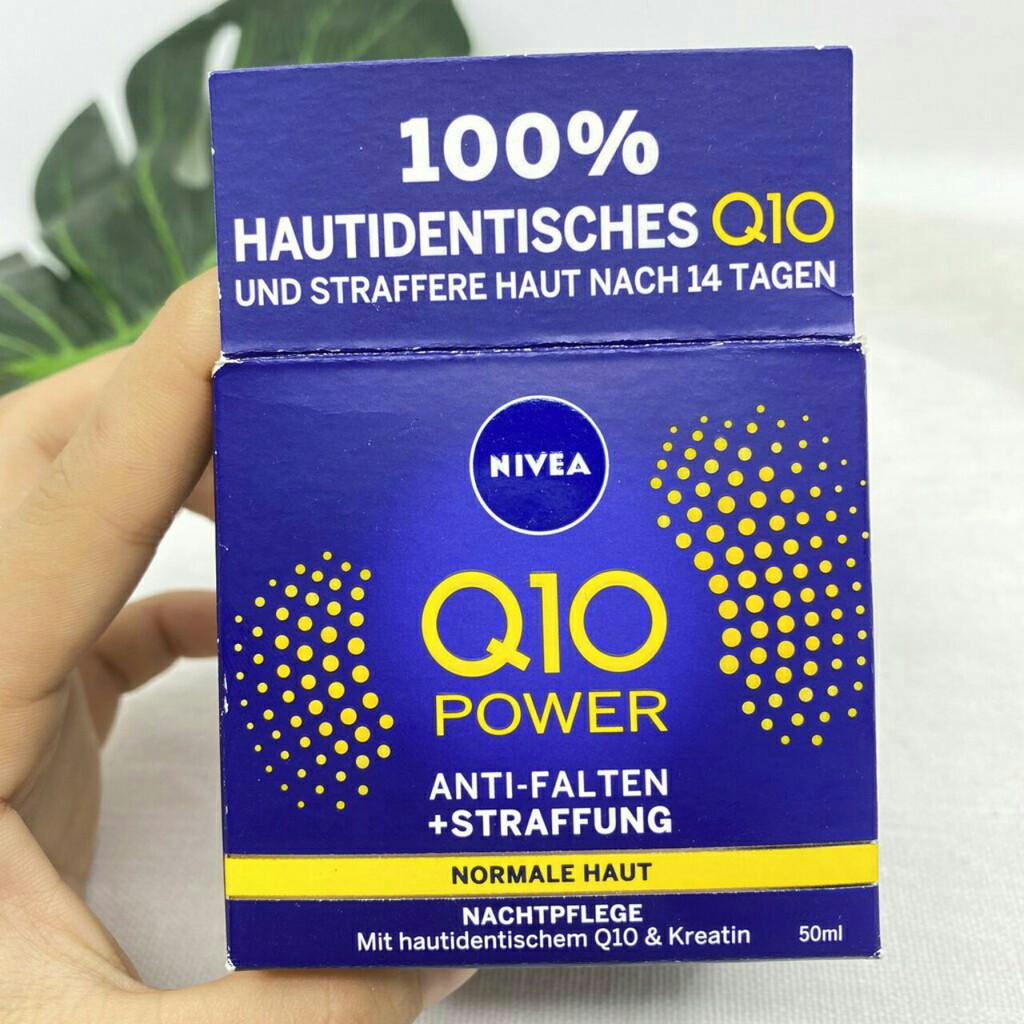 100%
HAUTIDENTISCHES Q10
UND STRAFFERE HAUT NACH 14 TAGEN
NIVEA
Q10
POWER
ANTI-FALTEN
+STRAFFUNG
NORMALE HAUT
NACHTPFLEGE
Mit hautidentischem Q10 & Kreatin 50ml